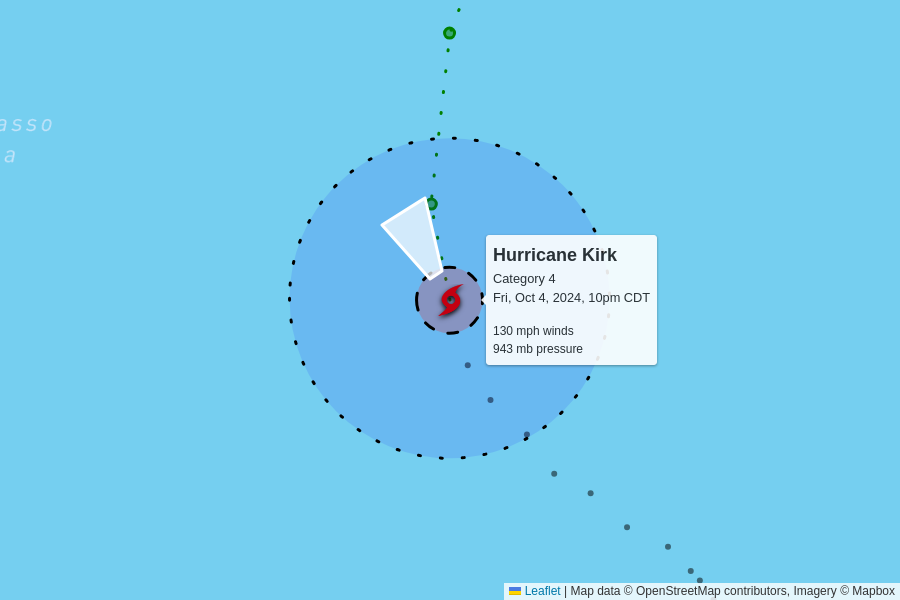 asso
a
Hurricane Kirk
Category 4
Fri, Oct 4, 2024, 10pm CDT
130 mph winds
943 mb pressure
Leaflet | Map data © OpenStreetMap contributors, Imagery © Mapbox